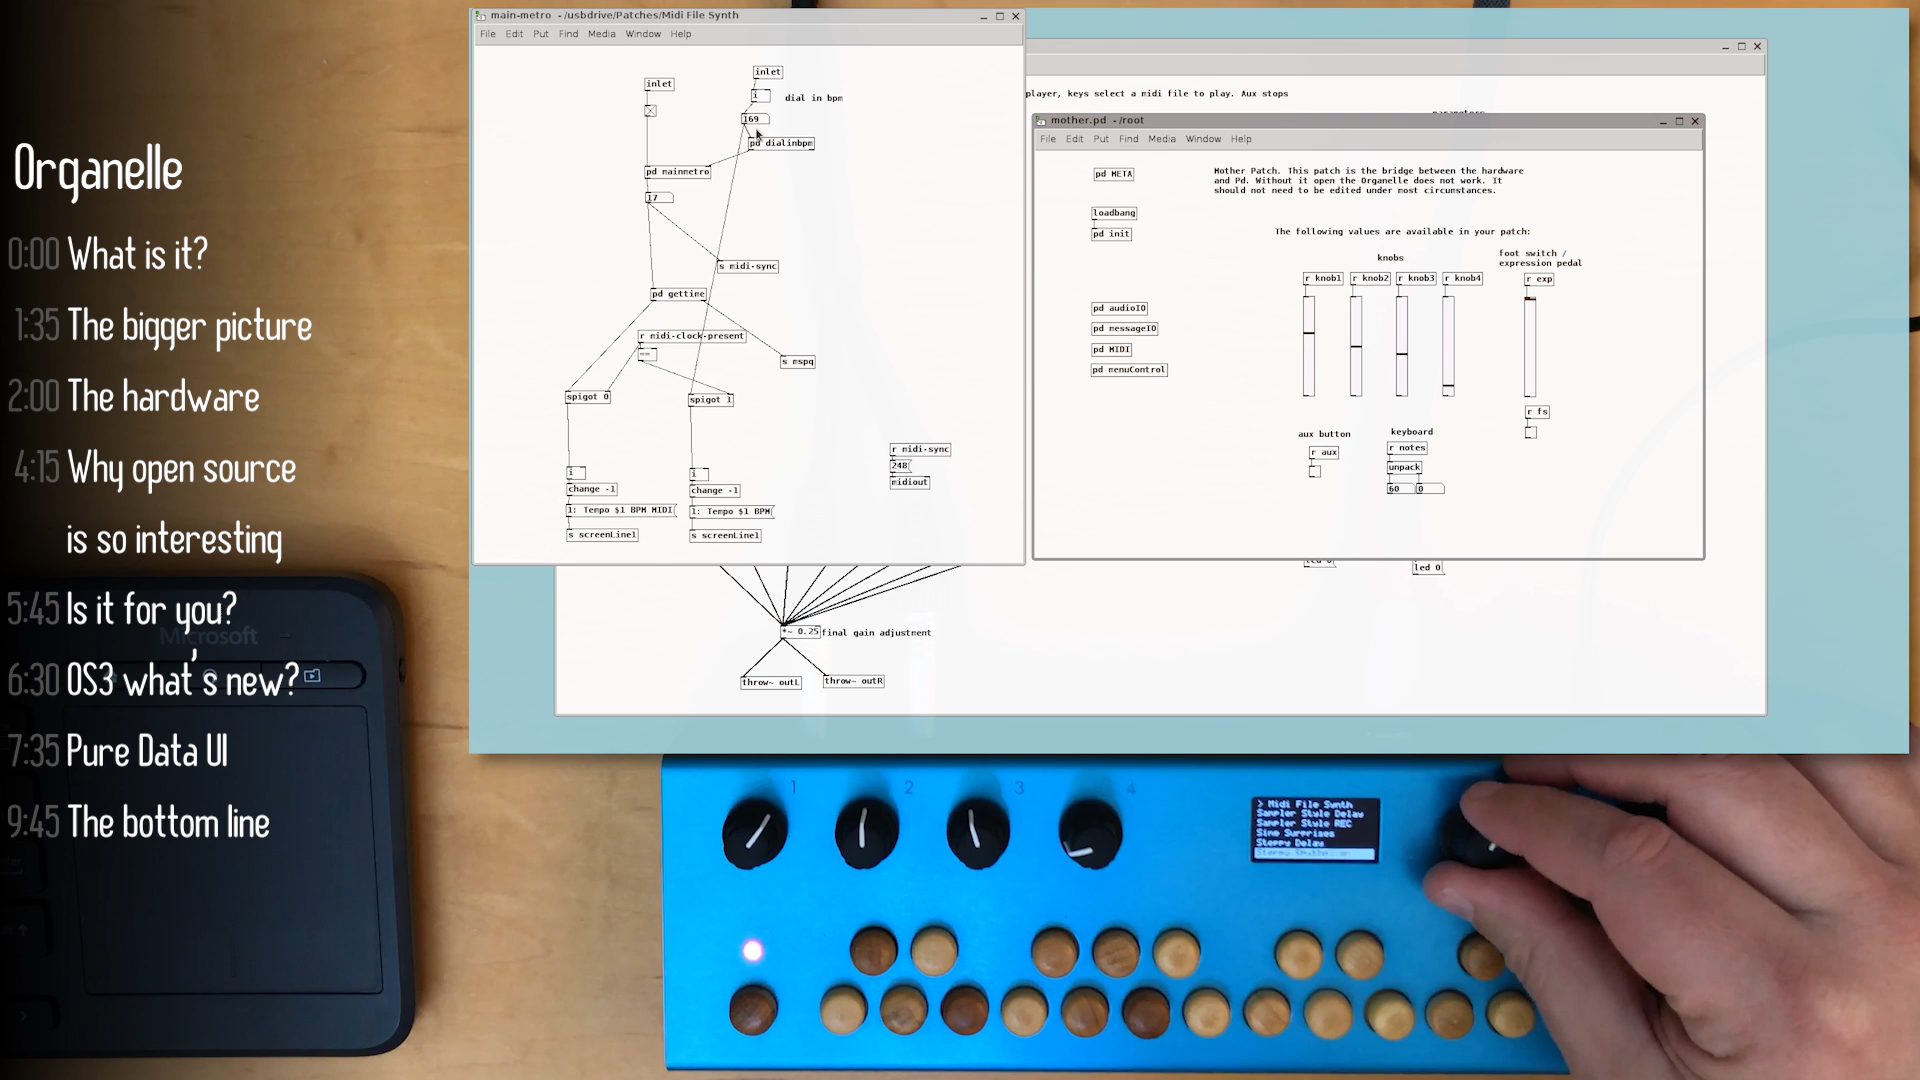 Organelle
0:00 What is it?
1:35 The bigger picture
2:00 The hardware
4:15 Why open source
is so interesting
5:45 Is it for you?
6:30 OS3 what's new?
7:35 Pure Data UI
9:45 The bottom line
Microsoft
main-metro - /usbdrive/Patches/Midi File Synth
File Edit Put Find Media Window Help
inlet
inlet
i
dial in bpm
169
pd dialinbpm
pd mainmetro
17
s midi-sync
pd gettime
r midi-clock-present
==
s mspq
spigot 0
spigot 1
i
i
change -1
change -1
1: Tempo $1 BPM MIDI
1: Tempo $1 BPM
s screenLine1
s screenLine1
r midi-sync
248
midiout
player, keys select a midi file to play. Aux stops
parameters
mother.pd - /root
File Edit Put Find Media Window Help
pd META
loadbang
pd init
pd audioIO
pd messageIO
pd MIDI
pd menuControl
Mother Patch. This patch is the bridge between the hardware
and Pd. Without it open the Organelle does not work. It
should not need to be edited under most circumstances.
The following values are available in your patch:
knobs
foot switch /
expression pedal
r knob1
r knob2
r knob3
r knob4
r exp
r fs
aux button
keyboard
r aux
r notes
unpack
60
0
led 0
led 0
*~ 0.25
final gain adjustment
throw~ outL
throw~ outR
1 2 3 4
> Midi File Synth
Sampler Style Delay
Sampler Style REC
Sine Surprises
Steppy Delay